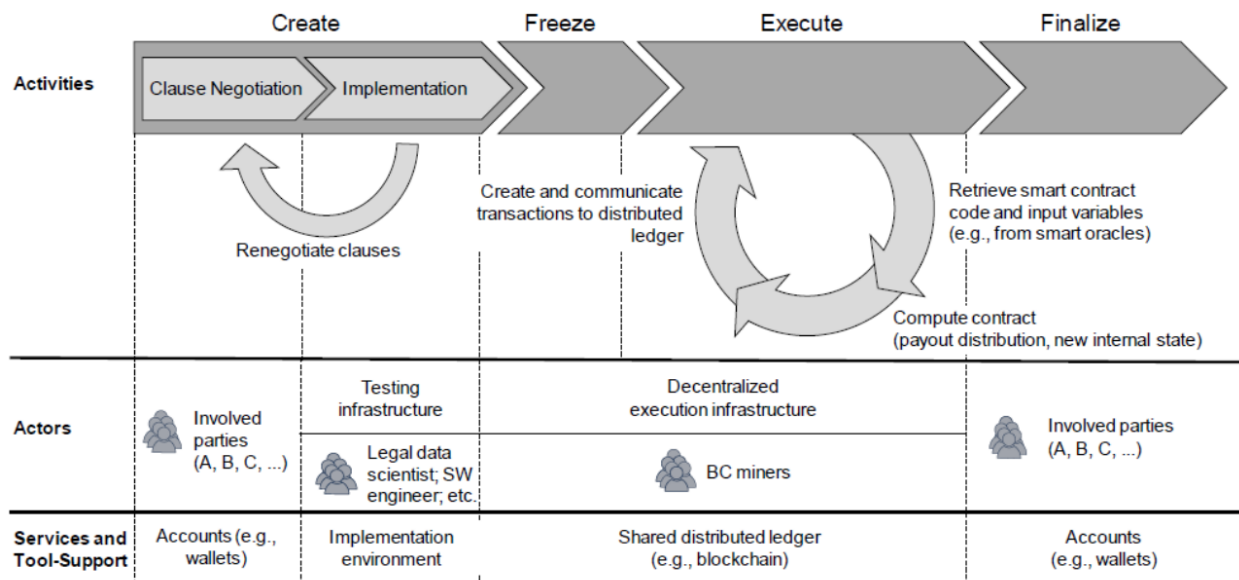 Create
Freeze
Execute
Finalize
Activities
Clause Negotiation
Implementation
Renegotiate clauses
Create and communicate
transactions to distributed
ledger
Retrieve smart contract
code and input variables
(e.g., from smart oracles)
Compute contract
(payout distribution, new internal state)
Actors
Involved
parties
(A, B, C, ...)
Testing
infrastructure
Legal data
scientist; SW
engineer; etc.
Decentralized
execution infrastructure
BC miners
Involved parties
(A, B, C, ...)
Services and
Tool-Support
Accounts (e.g.,
wallets)
Implementation
environment
Shared distributed ledger
(e.g., blockchain)
Accounts
(e.g., wallets)